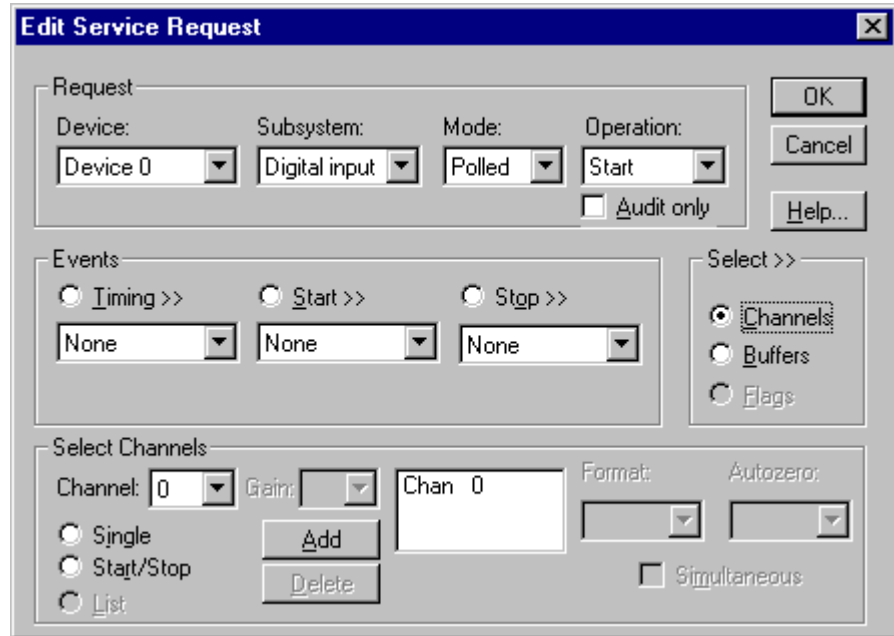 Edit Service Request
Request
OK
Device:
Subsystem:
Mode:
Operation:
Device 0
Digital input
Polled
Start
Cancel
Audit only
Help...
Events
Select >>
Timing >>
Start >>
Stop >>
None
None
None
Channels
Buffers
Flags
Select Channels
Channel:
0
Gain:
Chan 0
Format:
Autozero:
Single
Add
Start/Stop
Delete
Simultaneous
List